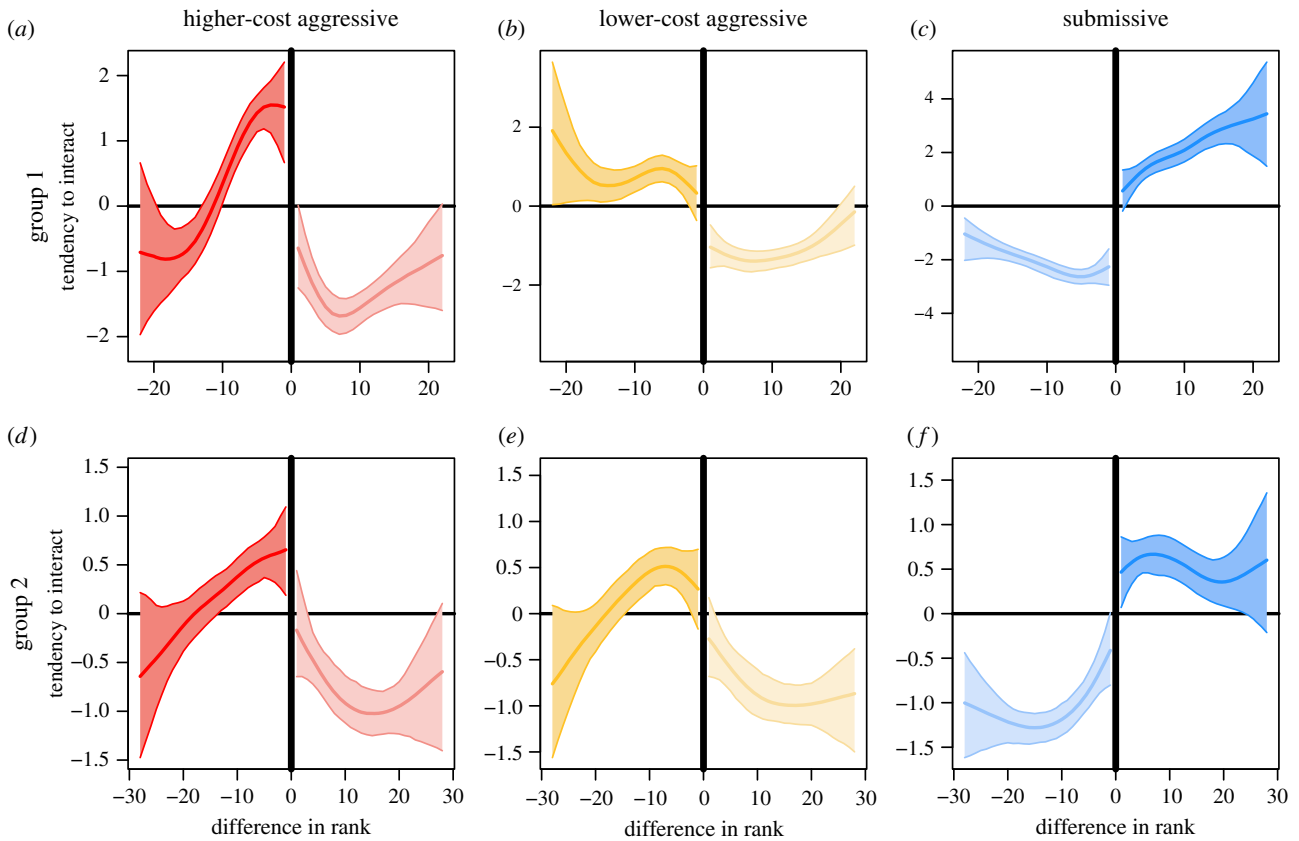 higher-cost aggressive
lower-cost aggressive
submissive
(a)
(b)
(c)
group 1
tendency to interact
2
1
0
−1
−2
−20 −10 0 10 20
2
0
−2
−20 −10 0 10 20
4
2
0
−2
−4
−20 −10 0 10 20
(d)
(e)
(f)
group 2
tendency to interact
1.5
1.0
0.5
0
−0.5
−1.0
−1.5
−30 −20 −10 0 10 20 30
difference in rank
1.5
1.0
0.5
0
−0.5
−1.0
−1.5
−30 −20 −10 0 10 20 30
difference in rank
1.5
1.0
0.5
0
−0.5
−1.0
−1.5
−30 −20 −10 0 10 20 30
difference in rank